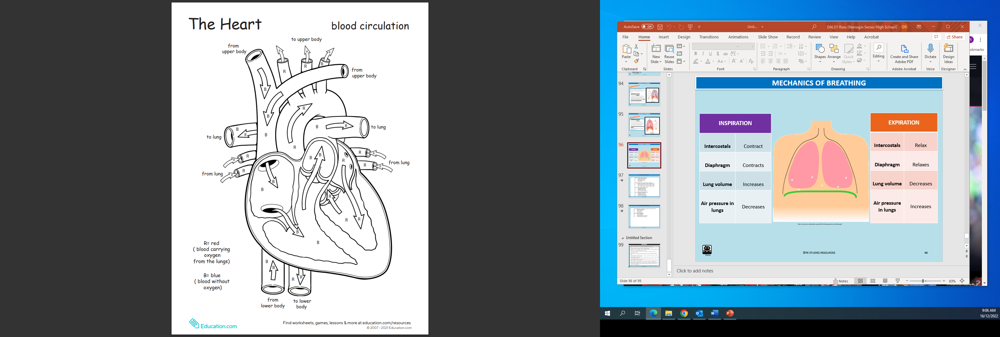 The Heart
blood circulation
to upper body
from
upper body
R
R
R
R
R
R
from
upper body
B
B
R
B
B
to lung
B
B
to lung
B
R
R
R
from lung
R
R
B
B
R
R
R
R
R
from lung
B
B
R
R
R
B
B
R= red
( blood carrying
oxygen
from the lungs)
B= blue
( blood without
oxygen)
B
B
R
R
from
lower body
to lower
body
Education.com
Find worksheets, games, lessons & more at education.com/resources
© 2007 - 2021 Education.com
AutoSave Off
Unit...
DALEY Ross [Narrogin Senior High School] DR
File Home Insert Design Transitions Animations Slide Show Record Review View Help Acrobat Share
Paste
New
Slide
Reuse
Slides
B I U S ab AV
A Aa A A A
Shapes Arrange Quick
Styles
Editing
Create and Share
Adobe PDF
Dictate
Design
Ideas
Clipboard Slides Font Paragraph Drawing Adobe Acrobat Voice Designer
R
okmarks
94
95
96
97
98
Untitled Section
99
MECHANICS OF BREATHING
INSPIRATION
Intercostals Contract
Diaphragm Contracts
Lung volume Increases
Air pressure in
lungs
Decreases
EXPIRATION
Intercostals Relax
Diaphragm Relaxes
Lung volume Decreases
Air pressure
in lungs
Increases
Home
©PE STUDIES RESOURCES
96
Click to add notes
Slide 96 of 99
Notes
83%
9:06 AM
16/12/2022